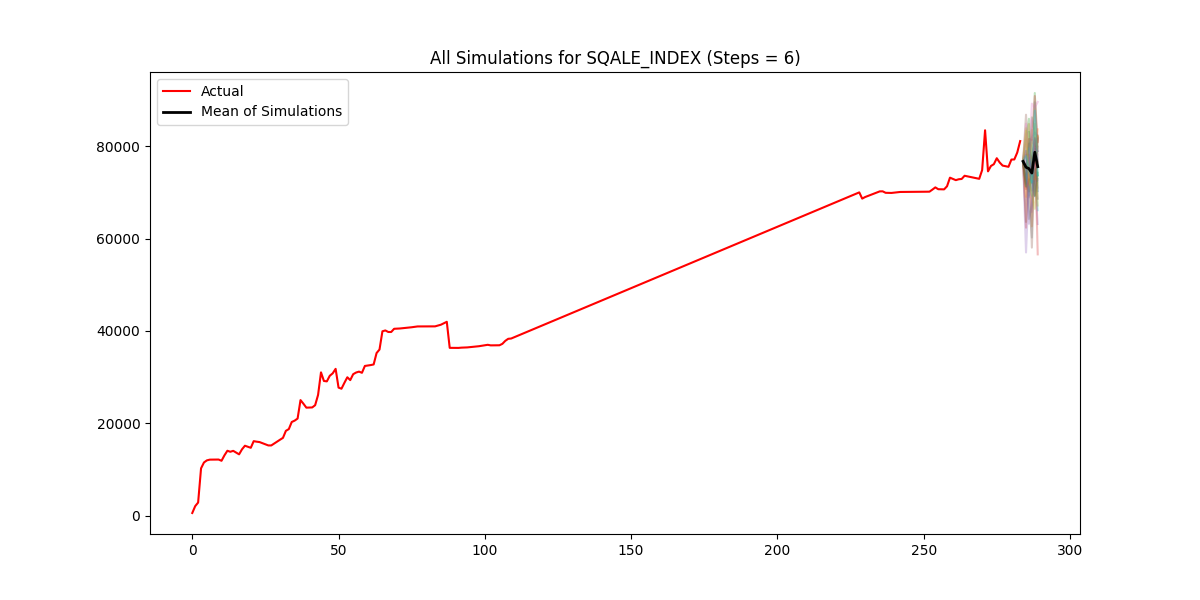 All Simulations for SQALE_INDEX (Steps = 6)
Actual
Mean of Simulations
80000
60000
40000
20000
0
0 50 100 150 200 250 300